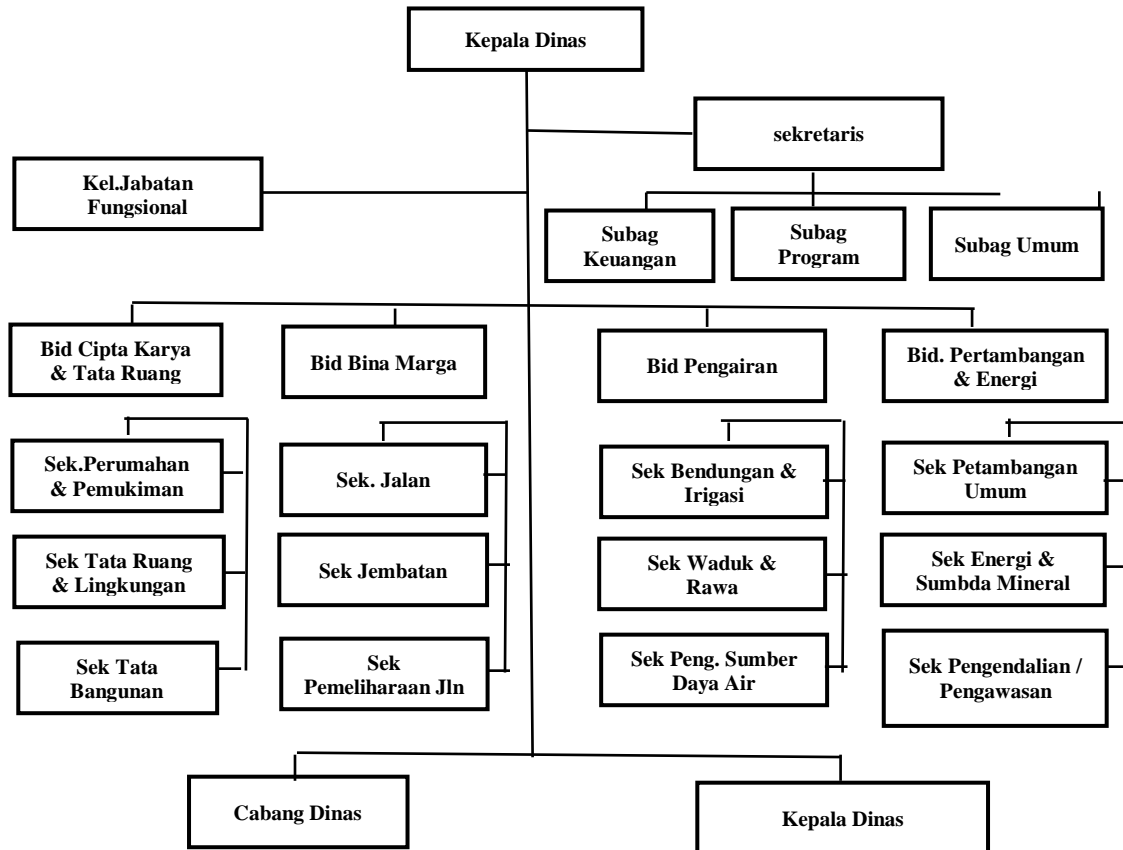 Kepala Dinas
sekretaris
Kel.Jabatan
Fungsional
Subag
Keuangan
Subag
Program
Subag Umum
Bid Cipta Karya
& Tata Ruang
Bid Bina Marga
Bid Pengairan
Bid. Pertambangan
& Energi
Sek.Perumahan
& Pemukiman
Sek. Jalan
Sek Bendungan &
Irigasi
Sek Petambangan
Umum
Sek Tata Ruang
& Lingkungan
Sek Jembatan
Sek Waduk &
Rawa
Sek Energi &
Sumbda Mineral
Sek Tata
Bangunan
Sek
Pemeliharaan Jln
Sek Peng. Sumber
Daya Air
Sek Pengendalian /
Pengawasan
Cabang Dinas
Kepala Dinas